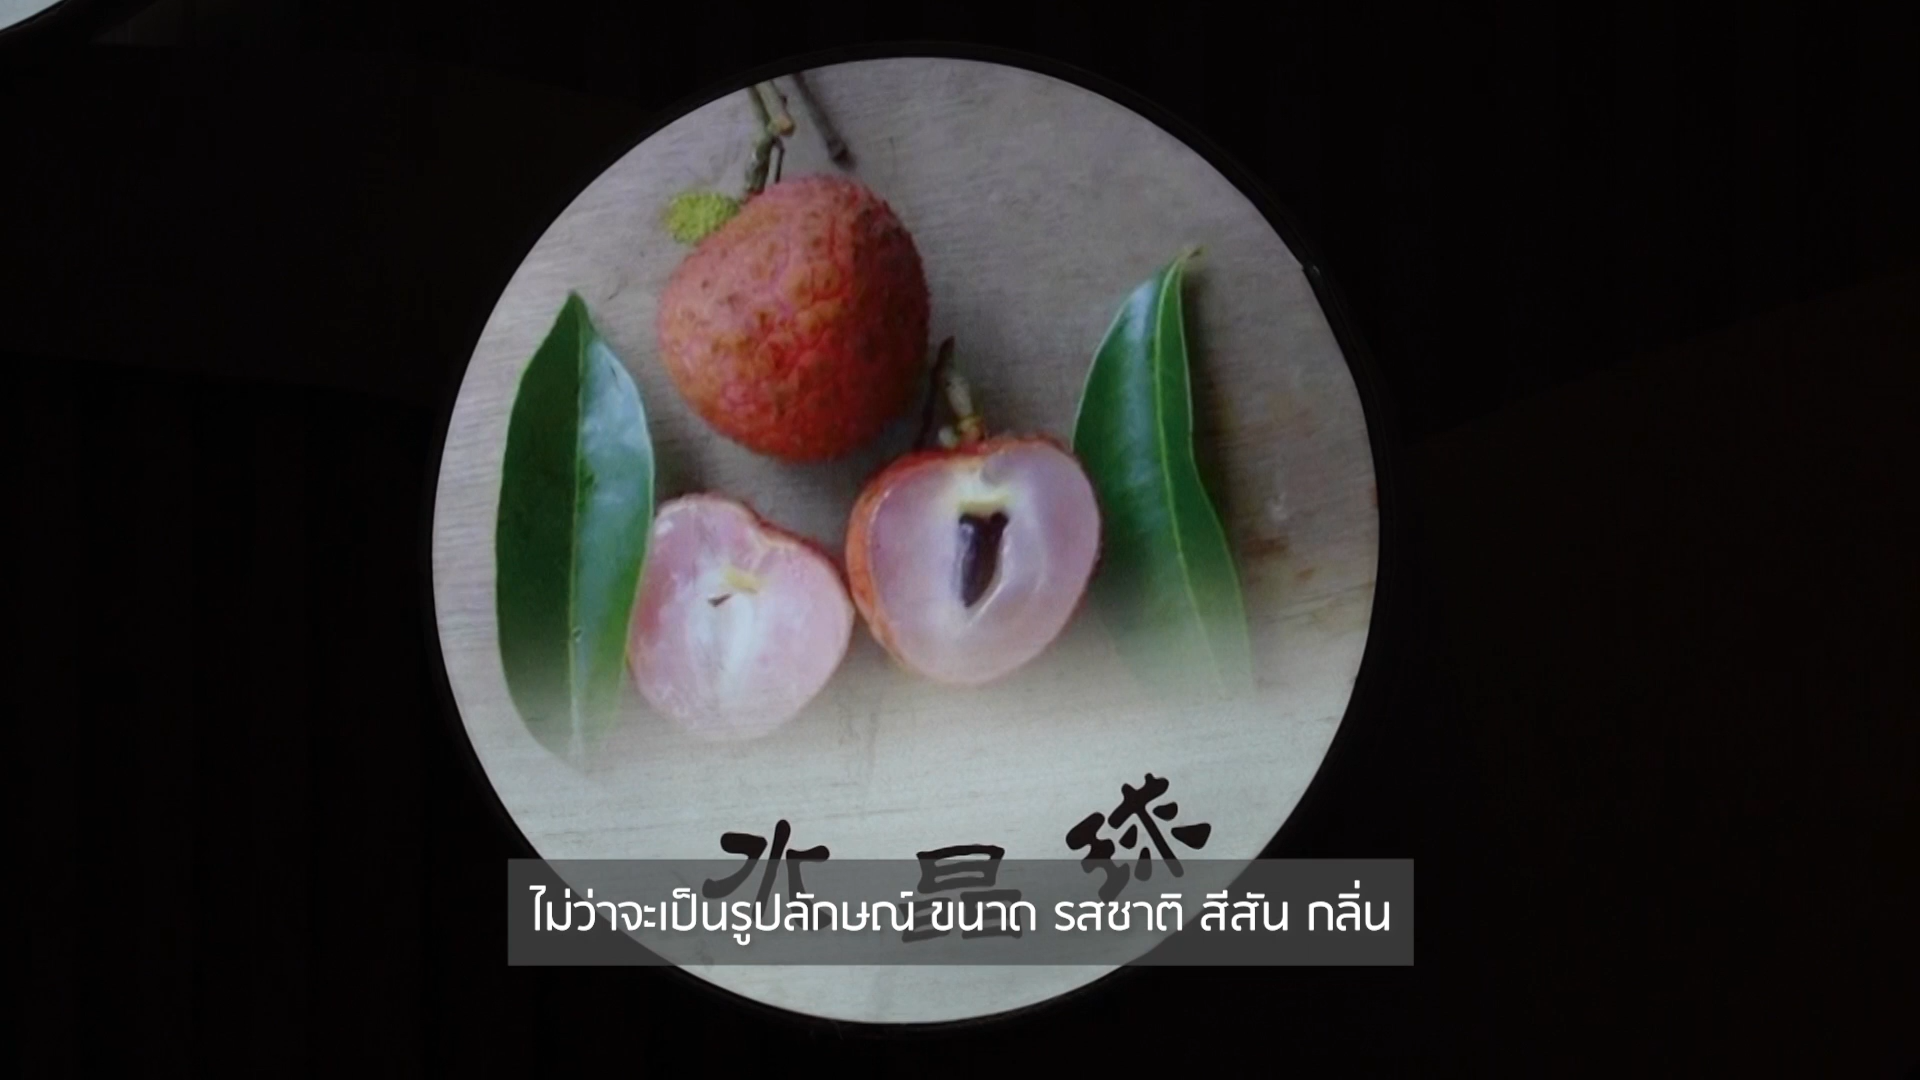 水晶球
ไม่ว่าจะเป็นรูปลักษณ์ ขนาด รสชาติ สีสัน กลิ่น